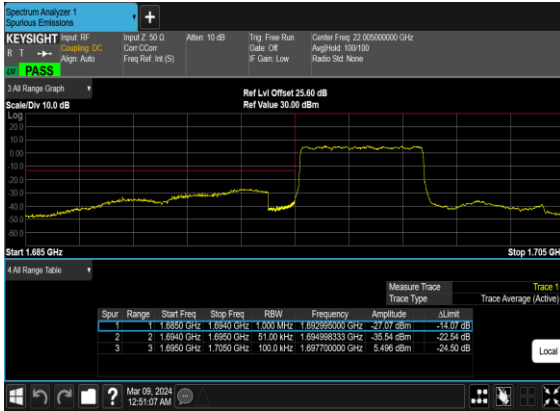 Spectrum Analyzer 1
Spurious Emissions
+
KEYSIGHT
R T
PASS
Input: RF
Coupling: DC
Align: Auto
Input Z: 50 Ω
Corr CCorr
Freq Ref: Int (S)
Atten: 10 dB
Trig: Free Run
Gate: Off
IF Gain: Low
Center Freq: 22.005000000 GHz
Avg|Hold: 100/100
Radio Std: None
3 All Range Graph
Scale/Div 10.0 dB
Ref Lvl Offset 25.60 dB
Ref Value 30.00 dBm
Log
20.0
10.0
0.00
-10.0
-20.0
-30.0
-40.0
-50.0
-60.0
Start 1.685 GHz
Stop 1.705 GH
4 All Range Table
Measure Trace Trace 1
Trace Type Trace Average (Active)
Spur Range Start Freq Stop Freq RBW Frequency Amplitude ΔLimit
1 1 1.6850 GHz 1.6940 GHz 1.000 MHz 1.692995000 GHz -27.07 dBm -14.07 dB
2 2 1.6940 GHz 1.6950 GHz 51.00 kHz 1.694998333 GHz -35.54 dBm -22.54 dB
3 3 1.6950 GHz 1.7050 GHz 100.0 kHz 1.697700000 GHz 5.496 dBm -24.50 dB
Local
?
Mar 09, 2024
12:51:07 AM